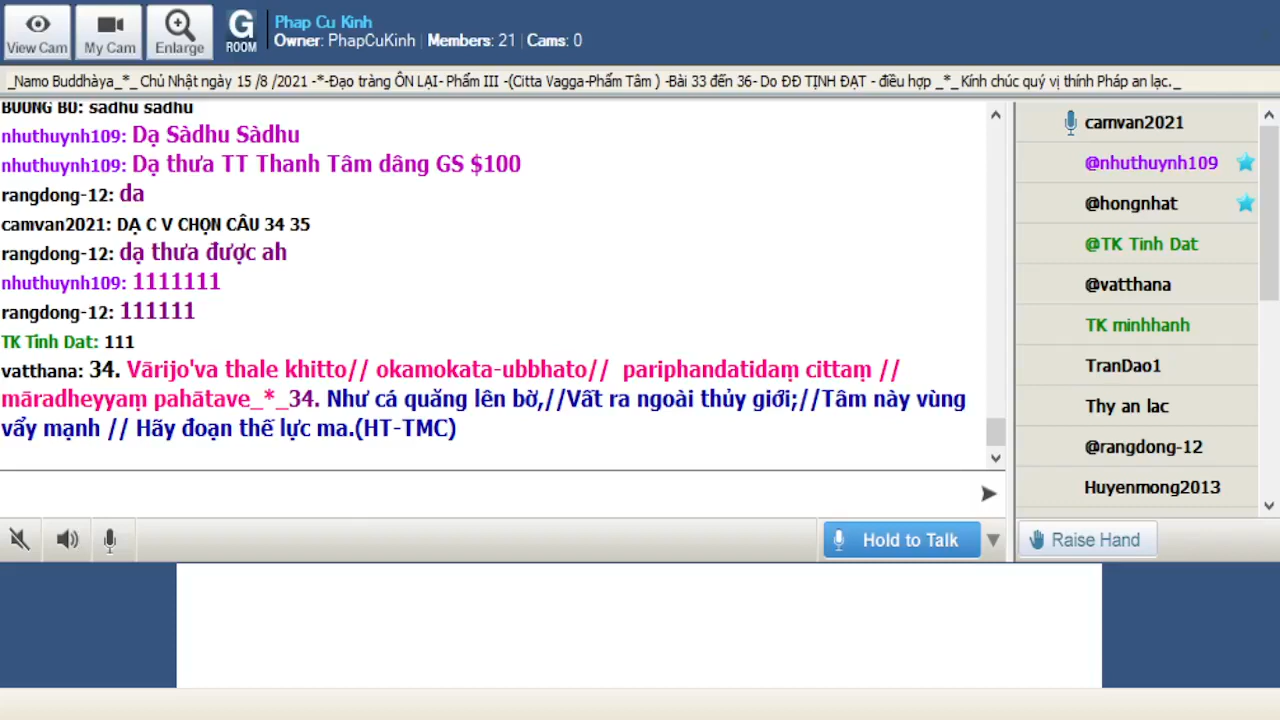 View Cam
My Cam
Enlarge
G
ROOM
Phap Cu Kinh
Owner: PhapCuKinh | Members: 21 | Cams: 0
_Namo Buddhàya_*_ Chủ Nhật ngày 15 /8 /2021 -*-Đạo tràng ÔN LẠI- Phẩm III -(Citta Vagga-Phẩm Tâm ) -Bài 33 đến 36- Do ĐĐ TỊNH ĐẠT - điều hợp _*_ Kính chúc quý vị thính Pháp an lạc._
sadhu sadhu
nhuthuynh109: Dạ Sàdhu Sàdhu
nhuthuynh109: Dạ thưa TT Thanh Tâm dâng GS $100
rangdong-12: da
camvan2021: DẠ C V CHỌN CÂU 34 35
rangdong-12: dạ thưa được ah
nhuthuynh109: 1111111
rangdong-12: 111111
TK Tinh Dat: 111
vatthana: 34. Vārijo'va thale khitto// okamokata-ubbhato// pariphandatidaṃ cittaṃ //
māradheyyaṃ pahātave_*_34. Như cá quăng lên bờ,//Vất ra ngoài thủy giới;//Tâm này vùng
vẩy mạnh // Hãy đoạn thế lực ma.(HT-TMC)
Hold to Talk
camvan2021
@nhuthuynh109
@hongnhat
@TK Tinh Dat
@vatthana
TK minhhanh
TranDao1
Thy an lac
@rangdong-12
Huyenmong2013
Raise Hand